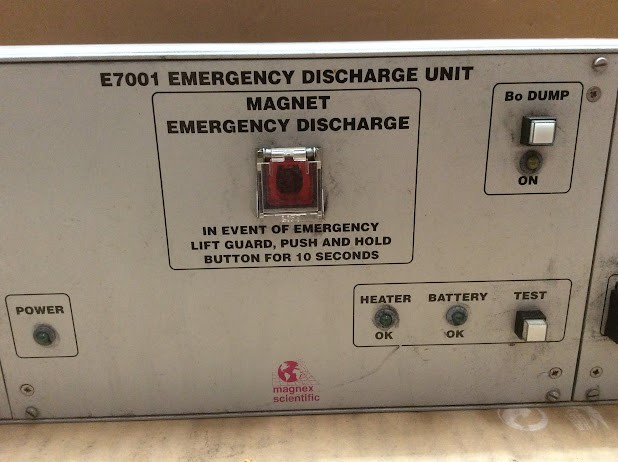 E7001 EMERGENCY DISCHARGE UNIT
MAGNET
EMERGENCY DISCHARGE
IN EVENT OF EMERGENCY
LIFT GUARD, PUSH AND HOLD
BUTTON FOR 10 SECONDS
Bo DUMP
ON
POWER
HEATER
BATTERY
TEST
OK
OK
magnex
scientific